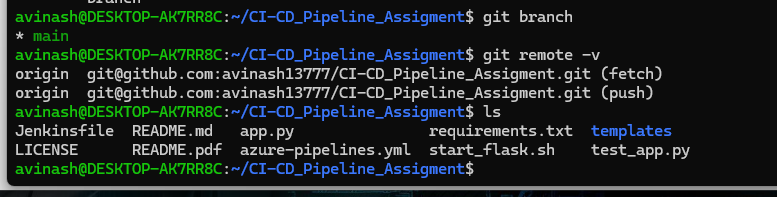 Branch
avinash@DESKTOP-AK7RR8C:~/CI-CD_Pipeline_Assigment$ git branch
* main
avinash@DESKTOP-AK7RR8C:~/CI-CD_Pipeline_Assigment$ git remote -v
origin  git@github.com:avinash13777/CI-CD_Pipeline_Assigment.git (fetch)
origin  git@github.com:avinash13777/CI-CD_Pipeline_Assigment.git (push)
avinash@DESKTOP-AK7RR8C:~/CI-CD_Pipeline_Assigment$ ls
Jenkinsfile  README.md   app.py               requirements.txt  templates
LICENSE      README.pdf  azure-pipelines.yml  start_flask.sh    test_app.py
avinash@DESKTOP-AK7RR8C:~/CI-CD_Pipeline_Assigment$